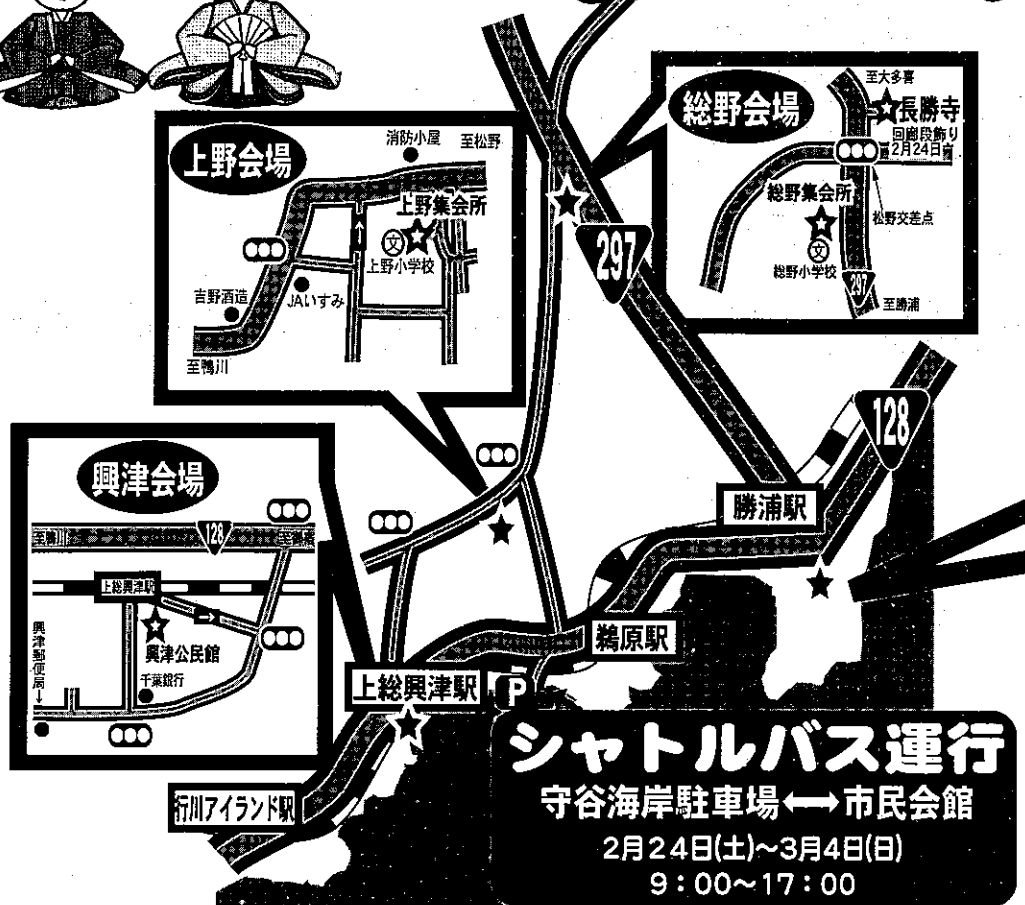 総野会場
至大多喜
長勝寺
回廊段飾り
2月24日
総野集会所
松野交差点
文
総野小学校
297
至勝浦
上野会場
消防小屋
至松野
上野集会所
文
上野小学校
吉野酒造
JAいすみ
至鴨川
297
128
興津会場
至鴨川
128
上総興津駅
興津公民館
興津郵便局
千葉銀行
勝浦駅
鵜原駅
上総興津駅
P
行川アイランド駅
シャトルバス運行
守谷海岸駐車場⟷市民会館
2月24日(土)~3月4日(日)
9:00~17:00